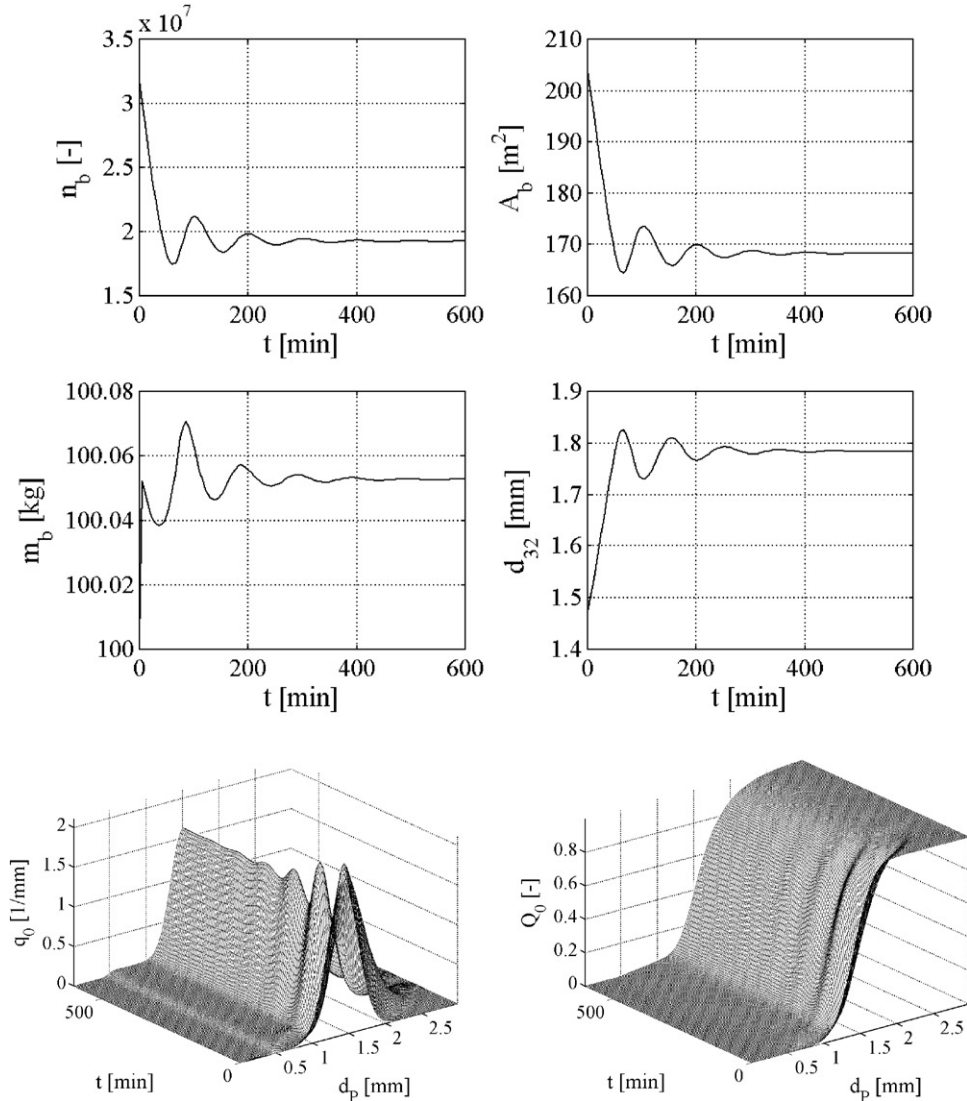 x 10^7
3.5
3
2.5
2
1.5
n_b [-]
0 200 400 600
t [min]
210
200
190
180
170
160
A_b [m^2]
0 200 400 600
t [min]
100.08
100.06
100.04
100.02
100
m_b [kg]
0 200 400 600
t [min]
1.9
1.8
1.7
1.6
1.5
1.4
d_32 [mm]
0 200 400 600
t [min]
2
1.5
1
0.5
0
q_0 [1/mm]
500
0
t [min]
0.5 1 1.5 2 2.5
d_p [mm]
0.8
0.6
0.4
0.2
0
Q_0 [-]
500
0
t [min]
0.5 1 1.5 2 2.5
d_p [mm]